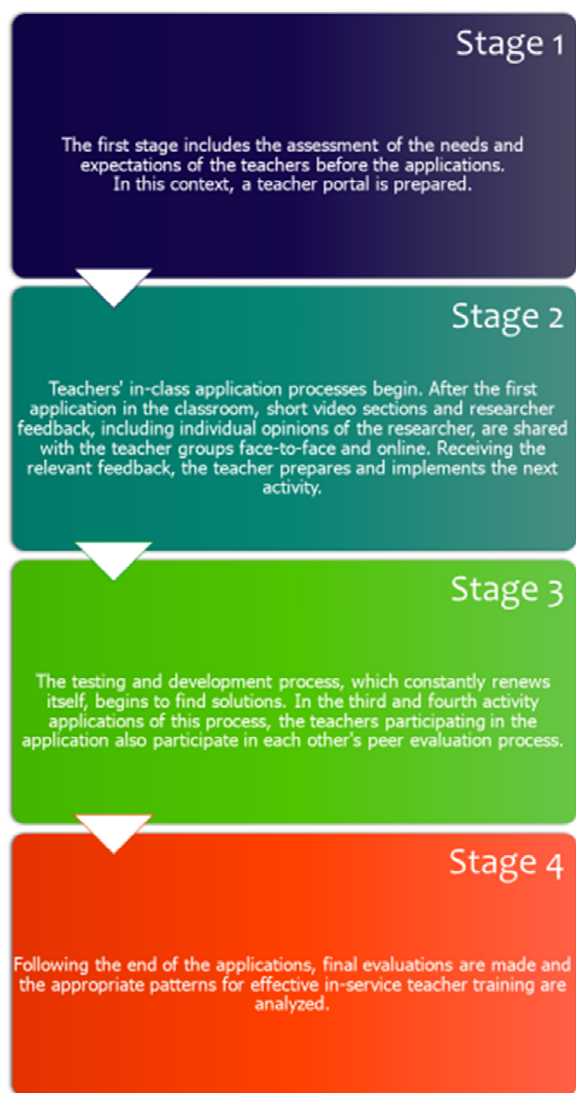 Stage 1
The first stage includes the assessment of the needs and
expectations of the teachers before the applications.
In this context, a teacher portal is prepared.
Stage 2
Teachers' in-class application processes begin. After the first
application in the classroom, short video sections and researcher
feedback, including individual opinions of the researcher, are shared
with the teacher groups face-to-face and online. Receiving the
relevant feedback, the teacher prepares and implements the next
activity.
Stage 3
The testing and development process, which constantly renews
itself, begins to find solutions. In the third and fourth activity
applications of this process, the teachers participating in the
application also participate in each other's peer evaluation process.
Stage 4
Following the end of the applications, final evaluations are made and
the appropriate patterns for effective in-service teacher training are
analyzed.